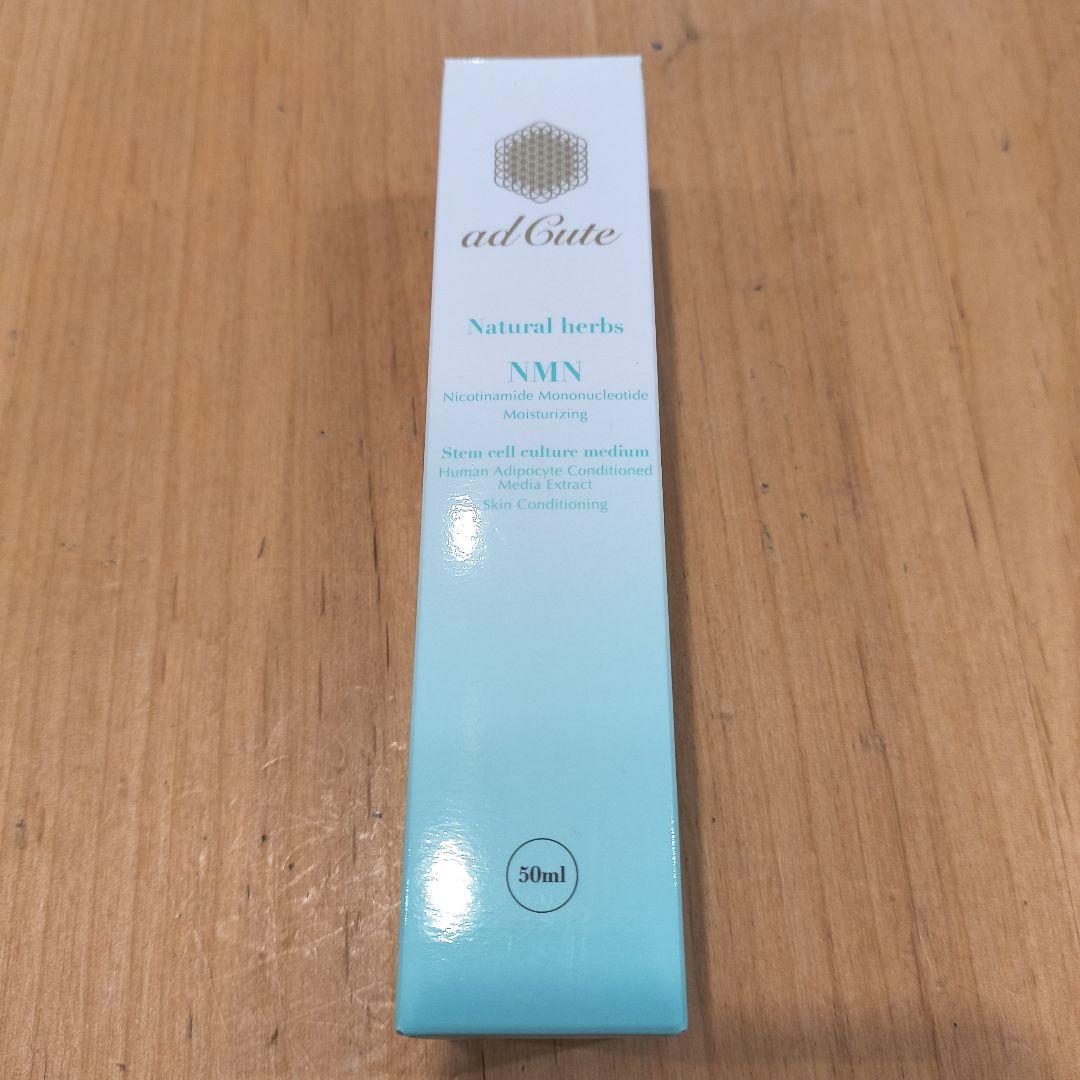 ad Cute
Natural herbs
NMN
Nicotinamide Mononucleotide
Moisturizing
Stem cell culture medium
Human Adipocyte Conditioned
Media Extract
Skin Conditioning
50ml